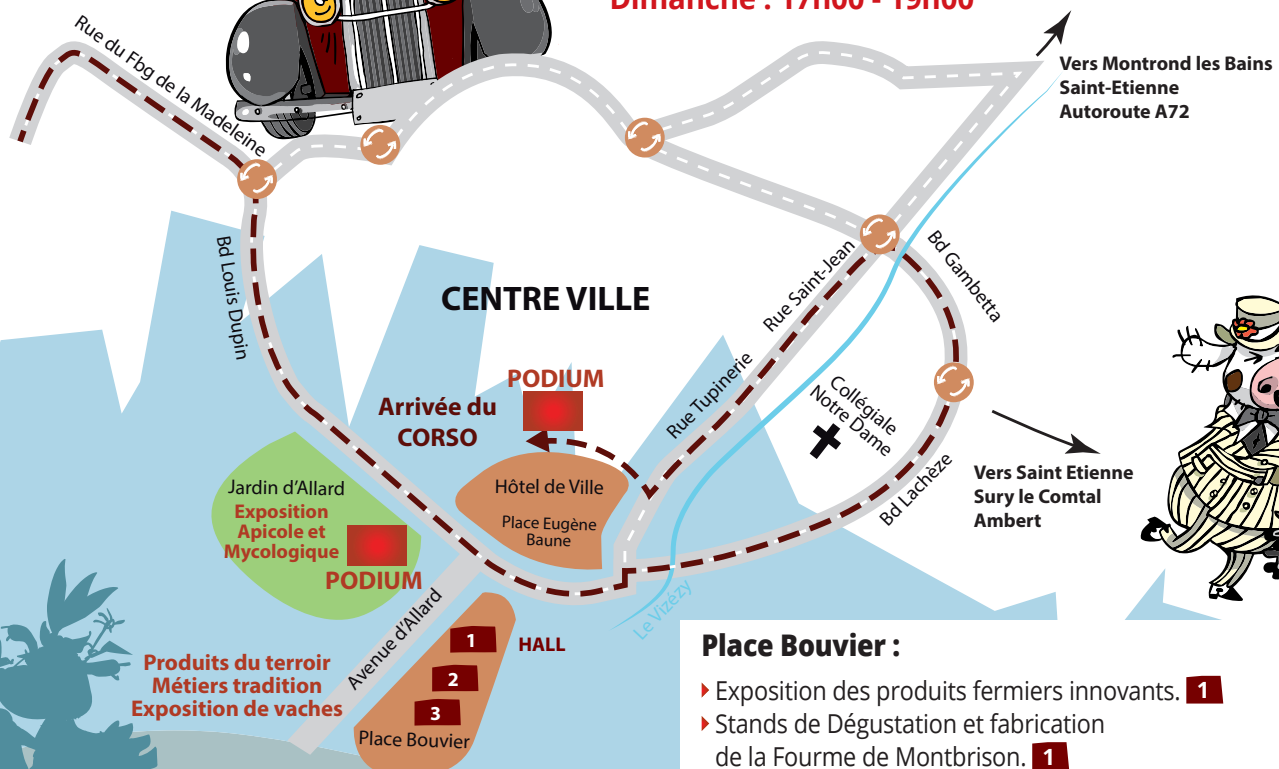 Dimanche : 17h00 - 19h00
Rue du Fbg de la Madeleine
Vers Montrond les Bains
Saint-Etienne
Autoroute A72
Bd Louis Dupin
CENTRE VILLE
Rue Saint-Jean
Bd Gambetta
PODIUM
Arrivée du
CORSO
Rue Tupinerie
Collégiale
Notre Dame
Vers Saint Etienne
Sury le Comtal
Ambert
Bd Lachèze
Jardin d'Allard
Exposition
Apicole et
Mycologique
PODIUM
Hôtel de Ville
Place Eugène
Baune
Le Vizézy
Avenue d'Allard
Produits du terroir
Métiers tradition
Exposition de vaches
1
HALL
2
3
Place Bouvier
Place Bouvier :
Exposition des produits fermiers innovants. 1
Stands de Dégustation et fabrication
de la Fourme de Montbrison. 1